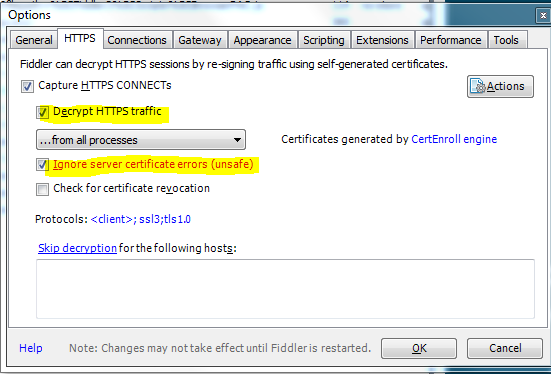 Options
General HTTPS Connections Gateway Appearance Scripting Extensions Performance Tools
Fiddler can decrypt HTTPS sessions by re-signing traffic using self-generated certificates.
Capture HTTPS CONNECTs
Actions
Decrypt HTTPS traffic
...from all processes
Certificates generated by CertEnroll engine
Ignore server certificate errors (unsafe)
Check for certificate revocation
Protocols: <client>; ssl3;tls1.0
Skip decryption for the following hosts:
Help Note: Changes may not take effect until Fiddler is restarted. OK Cancel